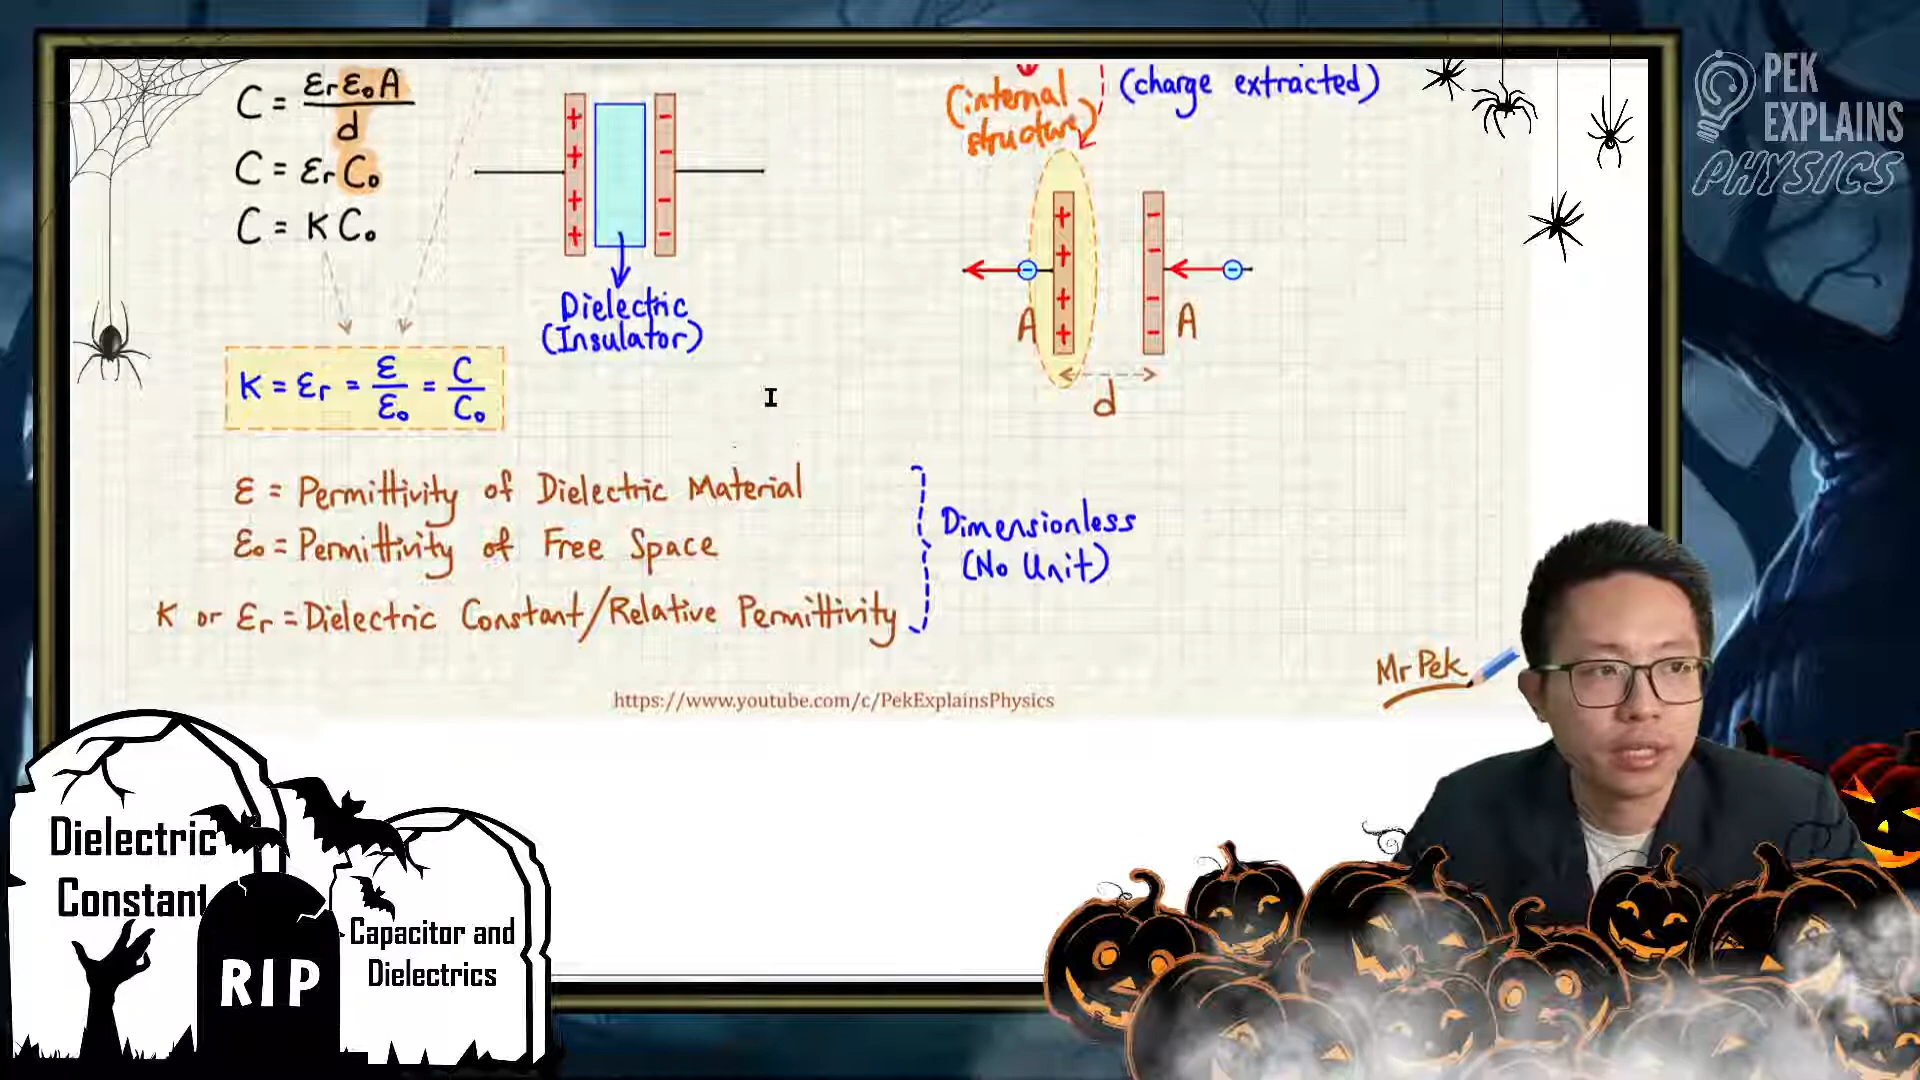 C = εrε₀A
d
C = εrC₀
C = KC₀
+
+
+
+
-
-
-
-
Dielectric
(Insulator)
K = εr = ε/ε₀ = C/C₀
(internal
structure)
(charge extracted)
+
+
+
+
-
-
-
-
-
-
A
A
d
ε = Permittivity of Dielectric Material
ε₀ = Permittivity of Free Space
K or εr = Dielectric Constant/Relative Permittivity
Dimensionless
(No Unit)
Mr Pek
https://www.youtube.com/c/PekExplainsPhysics
PEK
EXPLAINS
PHYSICS
Dielectric
Constant
RIP
Capacitor and
Dielectrics